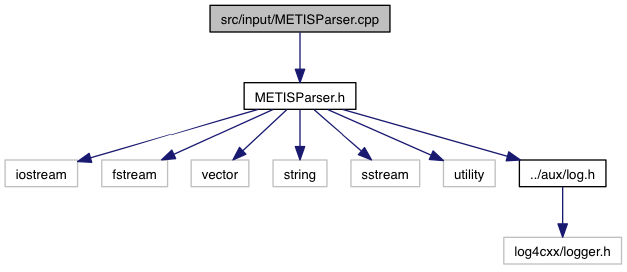 src/input/METISParser.cpp
METISParser.h
iostream
fstream
vector
string
sstream
utility
../aux/log.h
log4cxx/logger.h